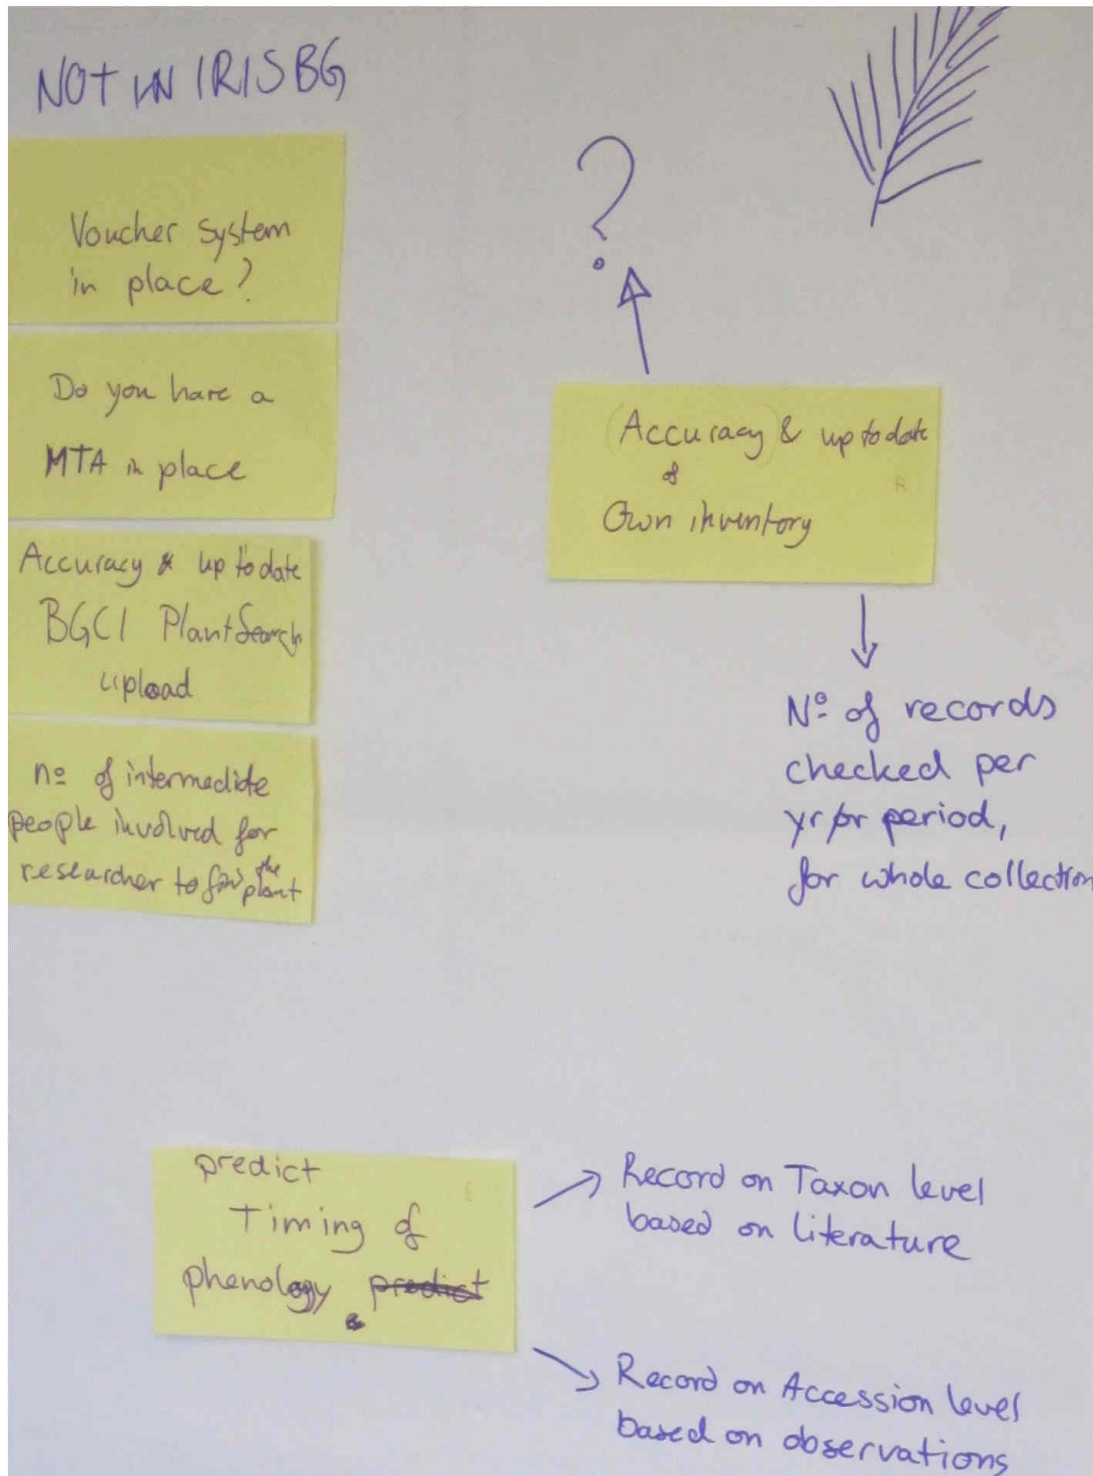 NOT IN IRISBG
Voucher system
in place?
Do you have a
MTA in place
Accuracy & up to date
BGCI PlantSearch
upload
nº of intermediate
people involved for
researcher to find the
plant
?
(Accuracy) & up to date
of
Own inventory
Nº of records
checked per
yr/or period,
for whole collection
predict
Timing of
phenology predict
Record on Taxon level
based on literature
Record on Accession level
based on observations